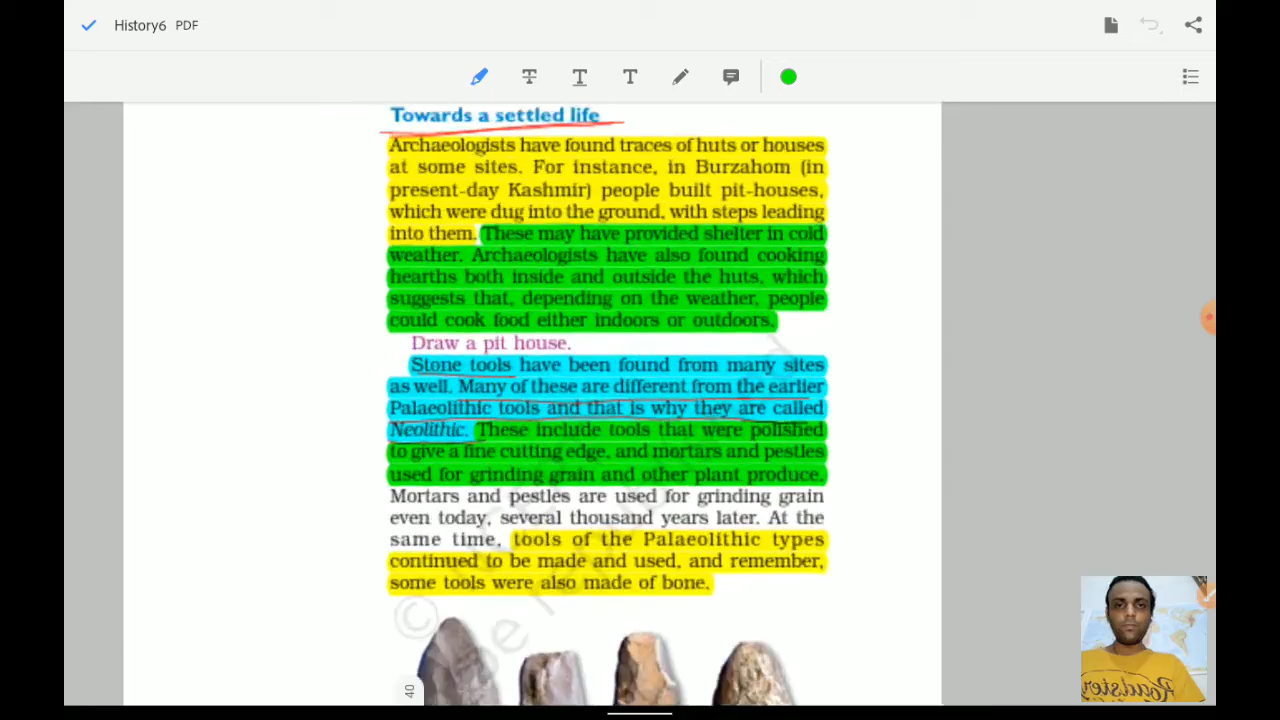 History6 PDF
Towards a settled life
Archaeologists have found traces of huts or houses
at some sites. For instance, in Burzahom (in
present-day Kashmir) people built pit-houses,
which were dug into the ground, with steps leading
into them. These may have provided shelter in cold
weather. Archaeologists have also found cooking
hearths both inside and outside the huts, which
suggests that, depending on the weather, people
could cook food either indoors or outdoors.
Draw a pit house.
Stone tools have been found from many sites
as well. Many of these are different from the earlier
Palaeolithic tools and that is why they are called
Neolithic. These include tools that were polished
to give a fine cutting edge, and mortars and pestles
used for grinding grain and other plant produce.
Mortars and pestles are used for grinding grain
even today, several thousand years later. At the
same time, tools of the Palaeolithic types
continued to be made and used, and remember,
some tools were also made of bone.
40